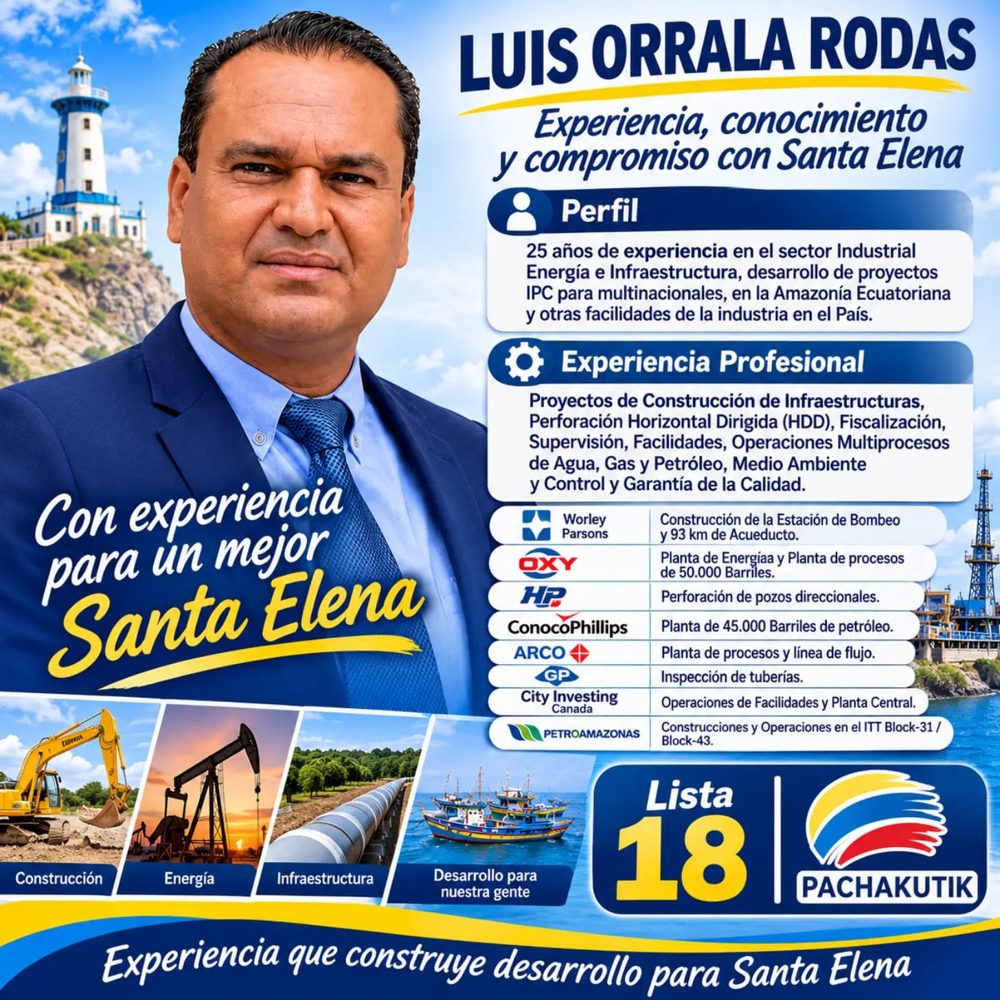 LUIS ORRALA RODAS
Experiencia, conocimiento
y compromiso con Santa Elena
Perfil
25 años de experiencia en el sector Industrial
Energía e Infraestructura, desarrollo de proyectos
IPC para multinacionales, en la Amazonía Ecuatoriana
y otras facilidades de la industria en el País.
Experiencia Profesional
Proyectos de Construcción de Infraestructuras,
Perforación Horizontal Dirigida (HDD), Fiscalización,
Supervisión, Facilidades, Operaciones Multiprocesos
de Agua, Gas y Petróleo, Medio Ambiente
y Control y Garantía de la Calidad.
Worley
Parsons
Construcción de la Estación de Bombeo
y 93 km de Acueducto.
OXY
Planta de Energíaa y Planta de procesos
de 50.000 Barriles.
HP
Perforación de pozos direccionales.
ConocoPhillips
Planta de 45.000 Barriles de petróleo.
ARCO
Planta de procesos y línea de flujo.
GP
Inspección de tuberías.
City Investing
Canada
Operaciones de Facilidades y Planta Central.
PETROAMAZONAS
Construcciones y Operaciones en el ITT Block-31 /
Block-43.
Con experiencia
para un mejor
Santa Elena
Construcción
Energía
Infraestructura
Desarrollo para
nuestra gente
Lista
18
PACHAKUTIK
Experiencia que construye desarrollo para Santa Elena